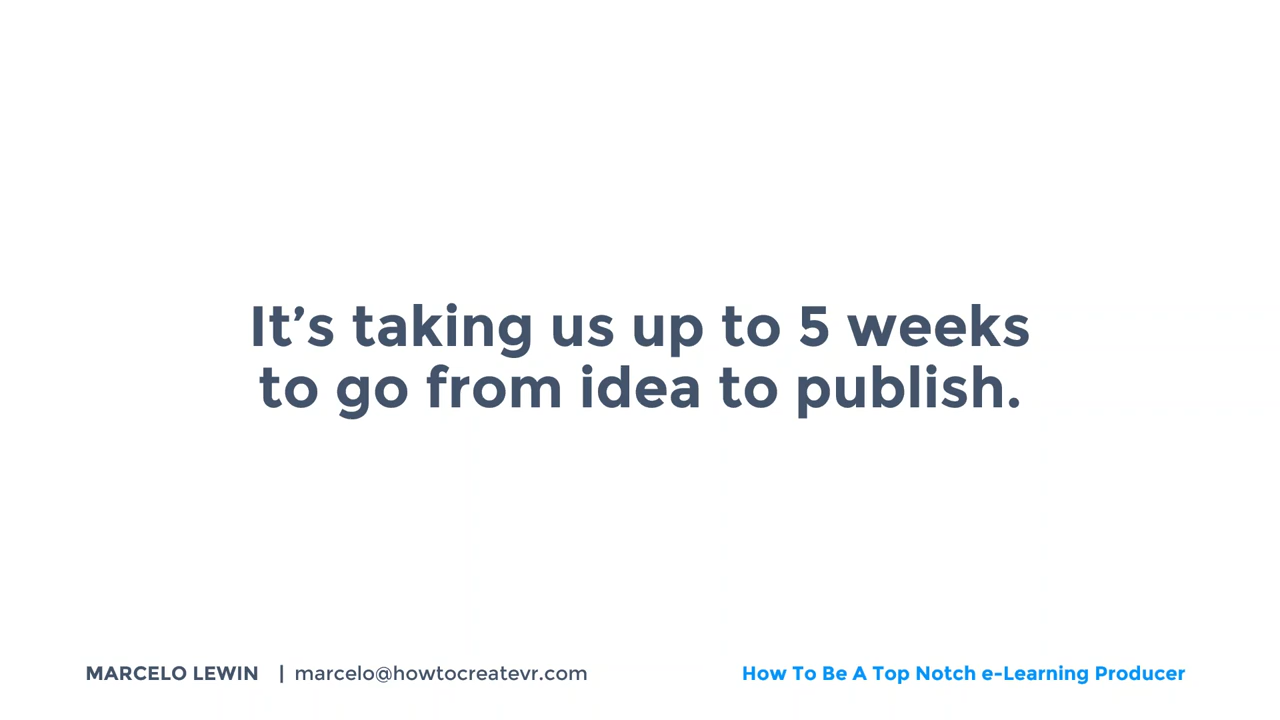 It’s taking us up to 5 weeks
to go from idea to publish.
MARCELO LEWIN | marcelo@howtocreatevr.com How To Be A Top Notch e-Learning Producer